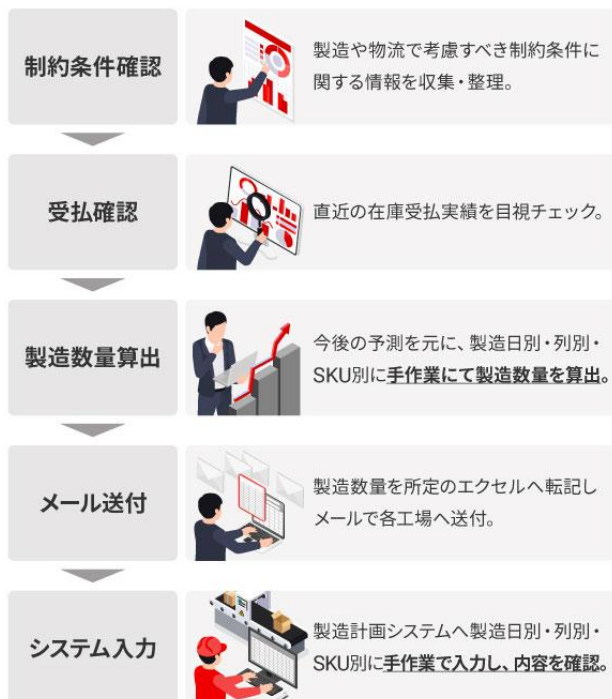 制約条件確認
製造や物流で考慮すべき制約条件に
関する情報を収集・整理。
受払確認
直近の在庫受払実績を目視チェック。
製造数量算出
今後の予測を元に、製造日別・列別・
SKU別に手作業にて製造数量を算出。
メール送付
製造数量を所定のエクセルへ転記し
メールで各工場へ送付。
システム入力
製造計画システムへ製造日別・列別・
SKU別に手作業で入力し、内容を確認。